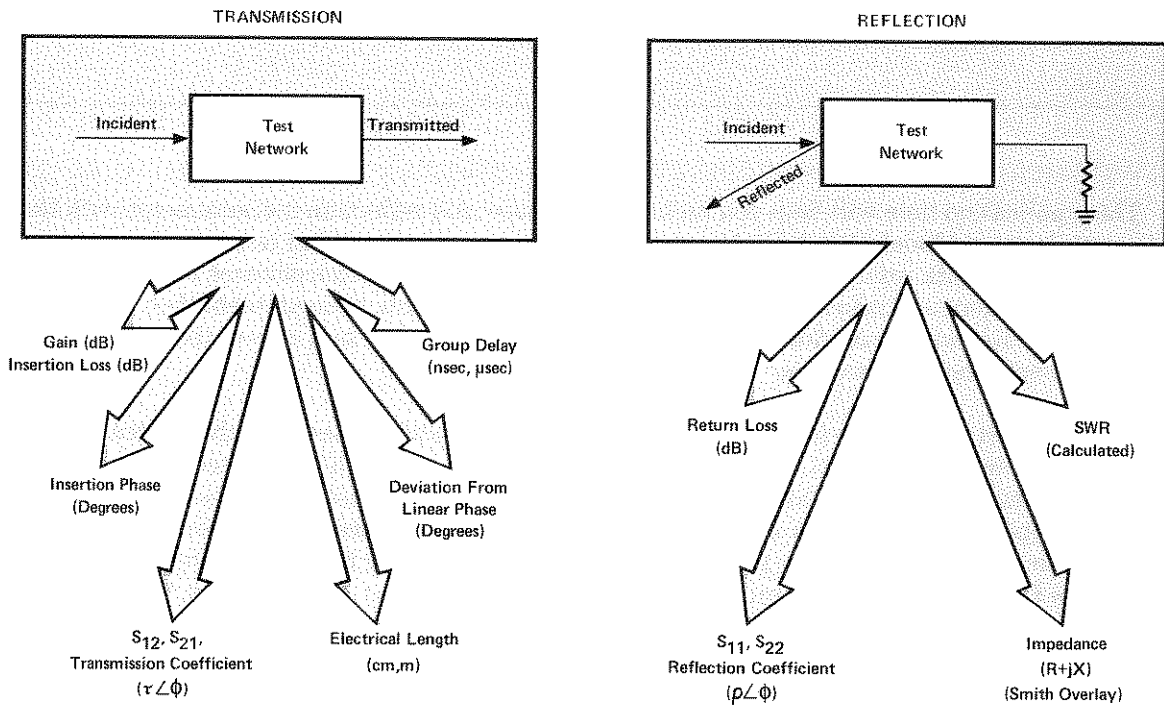 TRANSMISSION
Incident
Test
Network
Transmitted
Gain (dB)
Insertion Loss (dB)
Group Delay
(nsec, μsec)
Insertion Phase
(Degrees)
Deviation From
Linear Phase
(Degrees)
S12, S21,
Transmission Coefficient
(τ∠ϕ)
Electrical Length
(cm,m)
REFLECTION
Incident
Reflected
Test
Network
Return Loss
(dB)
SWR
(Calculated)
S11, S22
Reflection Coefficient
(ρ∠ϕ)
Impedance
(R+jX)
(Smith Overlay)